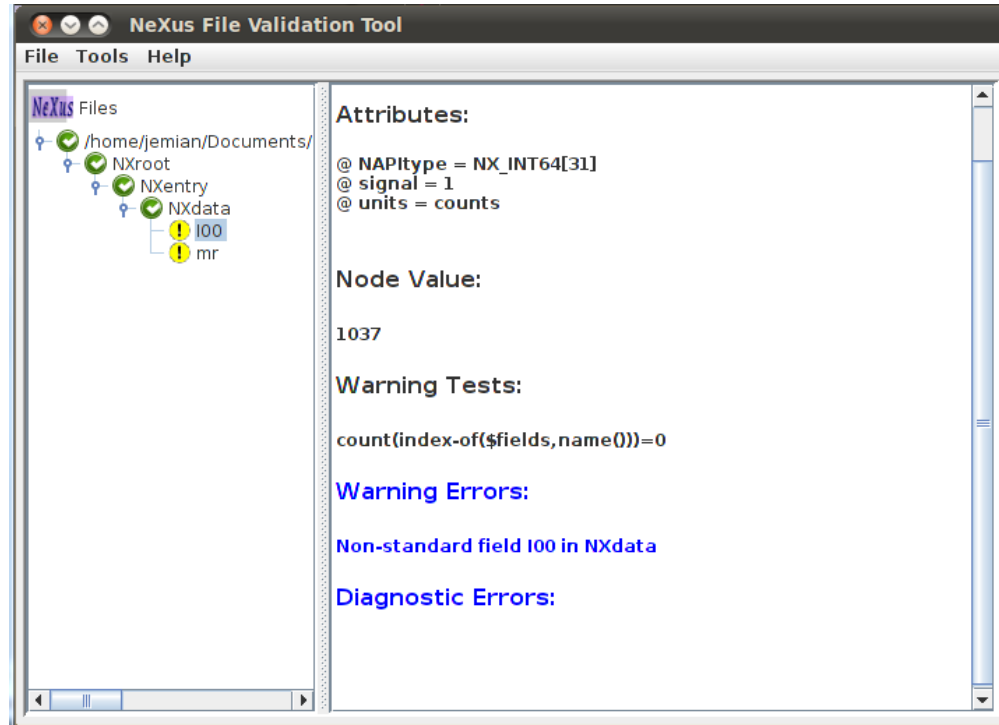 NeXus File Validation Tool
File Tools Help
NeXus Files
/home/jemian/Documents/
NXroot
NXentry
NXdata
I00
mr
Attributes:
@ NAPItype = NX_INT64[31]
@ signal = 1
@ units = counts
Node Value:
1037
Warning Tests:
count(index-of($fields,name()))=0
Warning Errors:
Non-standard field I00 in NXdata
Diagnostic Errors: